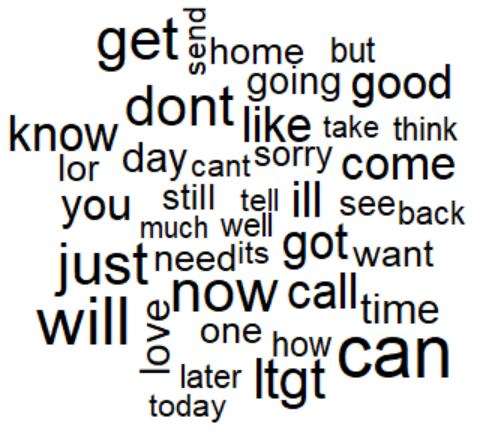 get send home but
going good
dont like take think
know
lor day cant sorry come
you still tell ill see back
much well
just need its got want
will now call time
love one how can
later ltgt
today